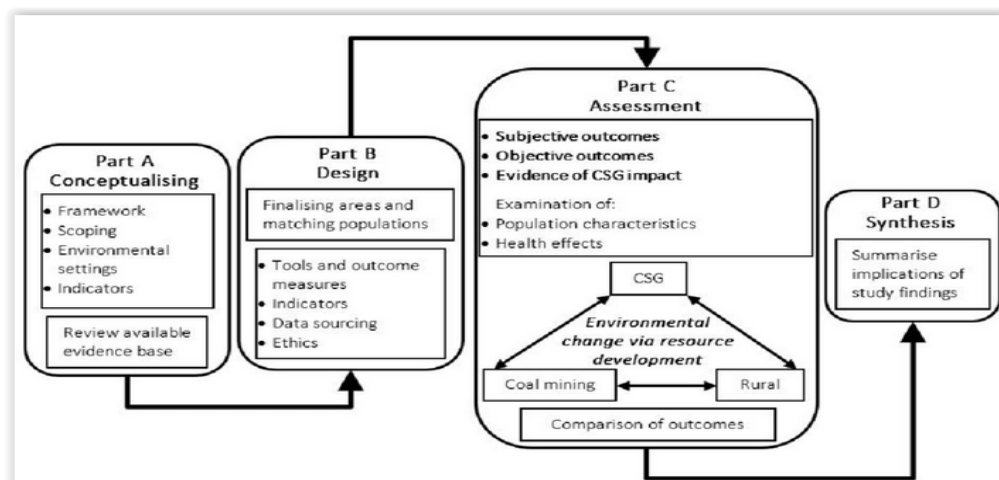 Part A
Conceptualising
• Framework
• Scoping
• Environmental
settings
• Indicators
Review available
evidence base
Part B
Design
Finalising areas and
matching populations
• Tools and outcome
measures
• Indicators
• Data sourcing
• Ethics
Part C
Assessment
• Subjective outcomes
• Objective outcomes
• Evidence of CSG impact
Examination of:
• Population characteristics
• Health effects
CSG
Environmental
change via resource
development
Coal mining
Rural
Comparison of outcomes
Part D
Synthesis
Summarise
implications of
study findings